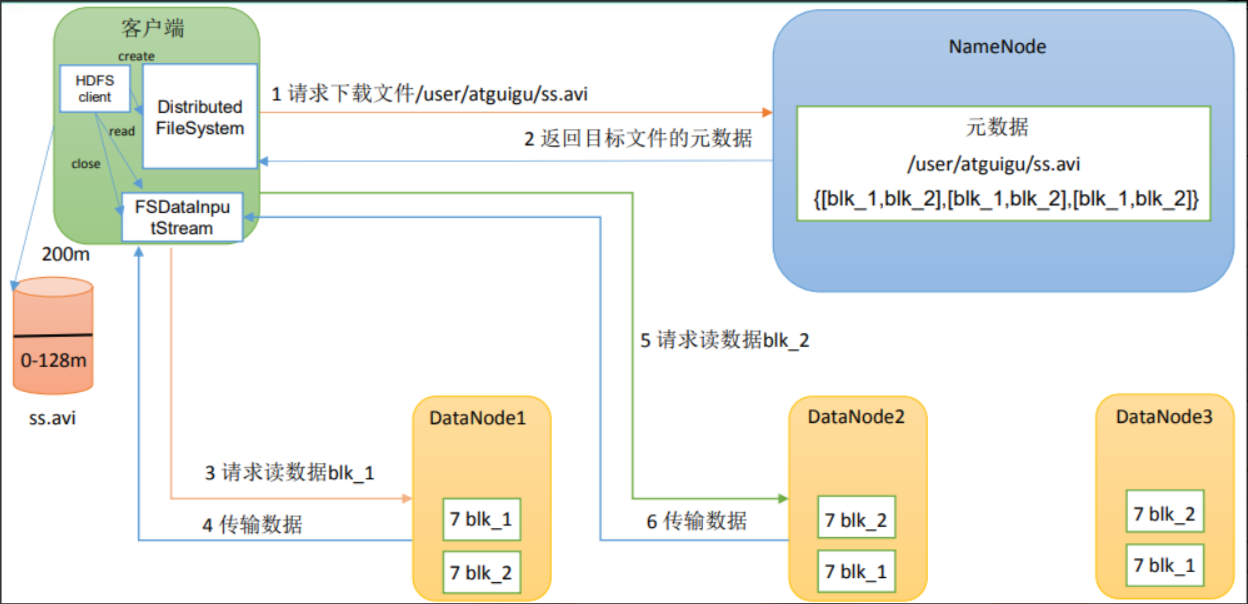 客户端
create
HDFS
client
Distributed
FileSystem
read
close
FSDataInpu
tStream
1 请求下载文件/user/atguigu/ss.avi
2 返回目标文件的元数据
NameNode
元数据
/user/atguigu/ss.avi
{[blk_1,blk_2],[blk_1,blk_2],[blk_1,blk_2]}
200m
0-128m
ss.avi
3 请求读数据blk_1
4 传输数据
5 请求读数据blk_2
6 传输数据
DataNode1
7 blk_1
7 blk_2
DataNode2
7 blk_2
7 blk_1
DataNode3
7 blk_2
7 blk_1